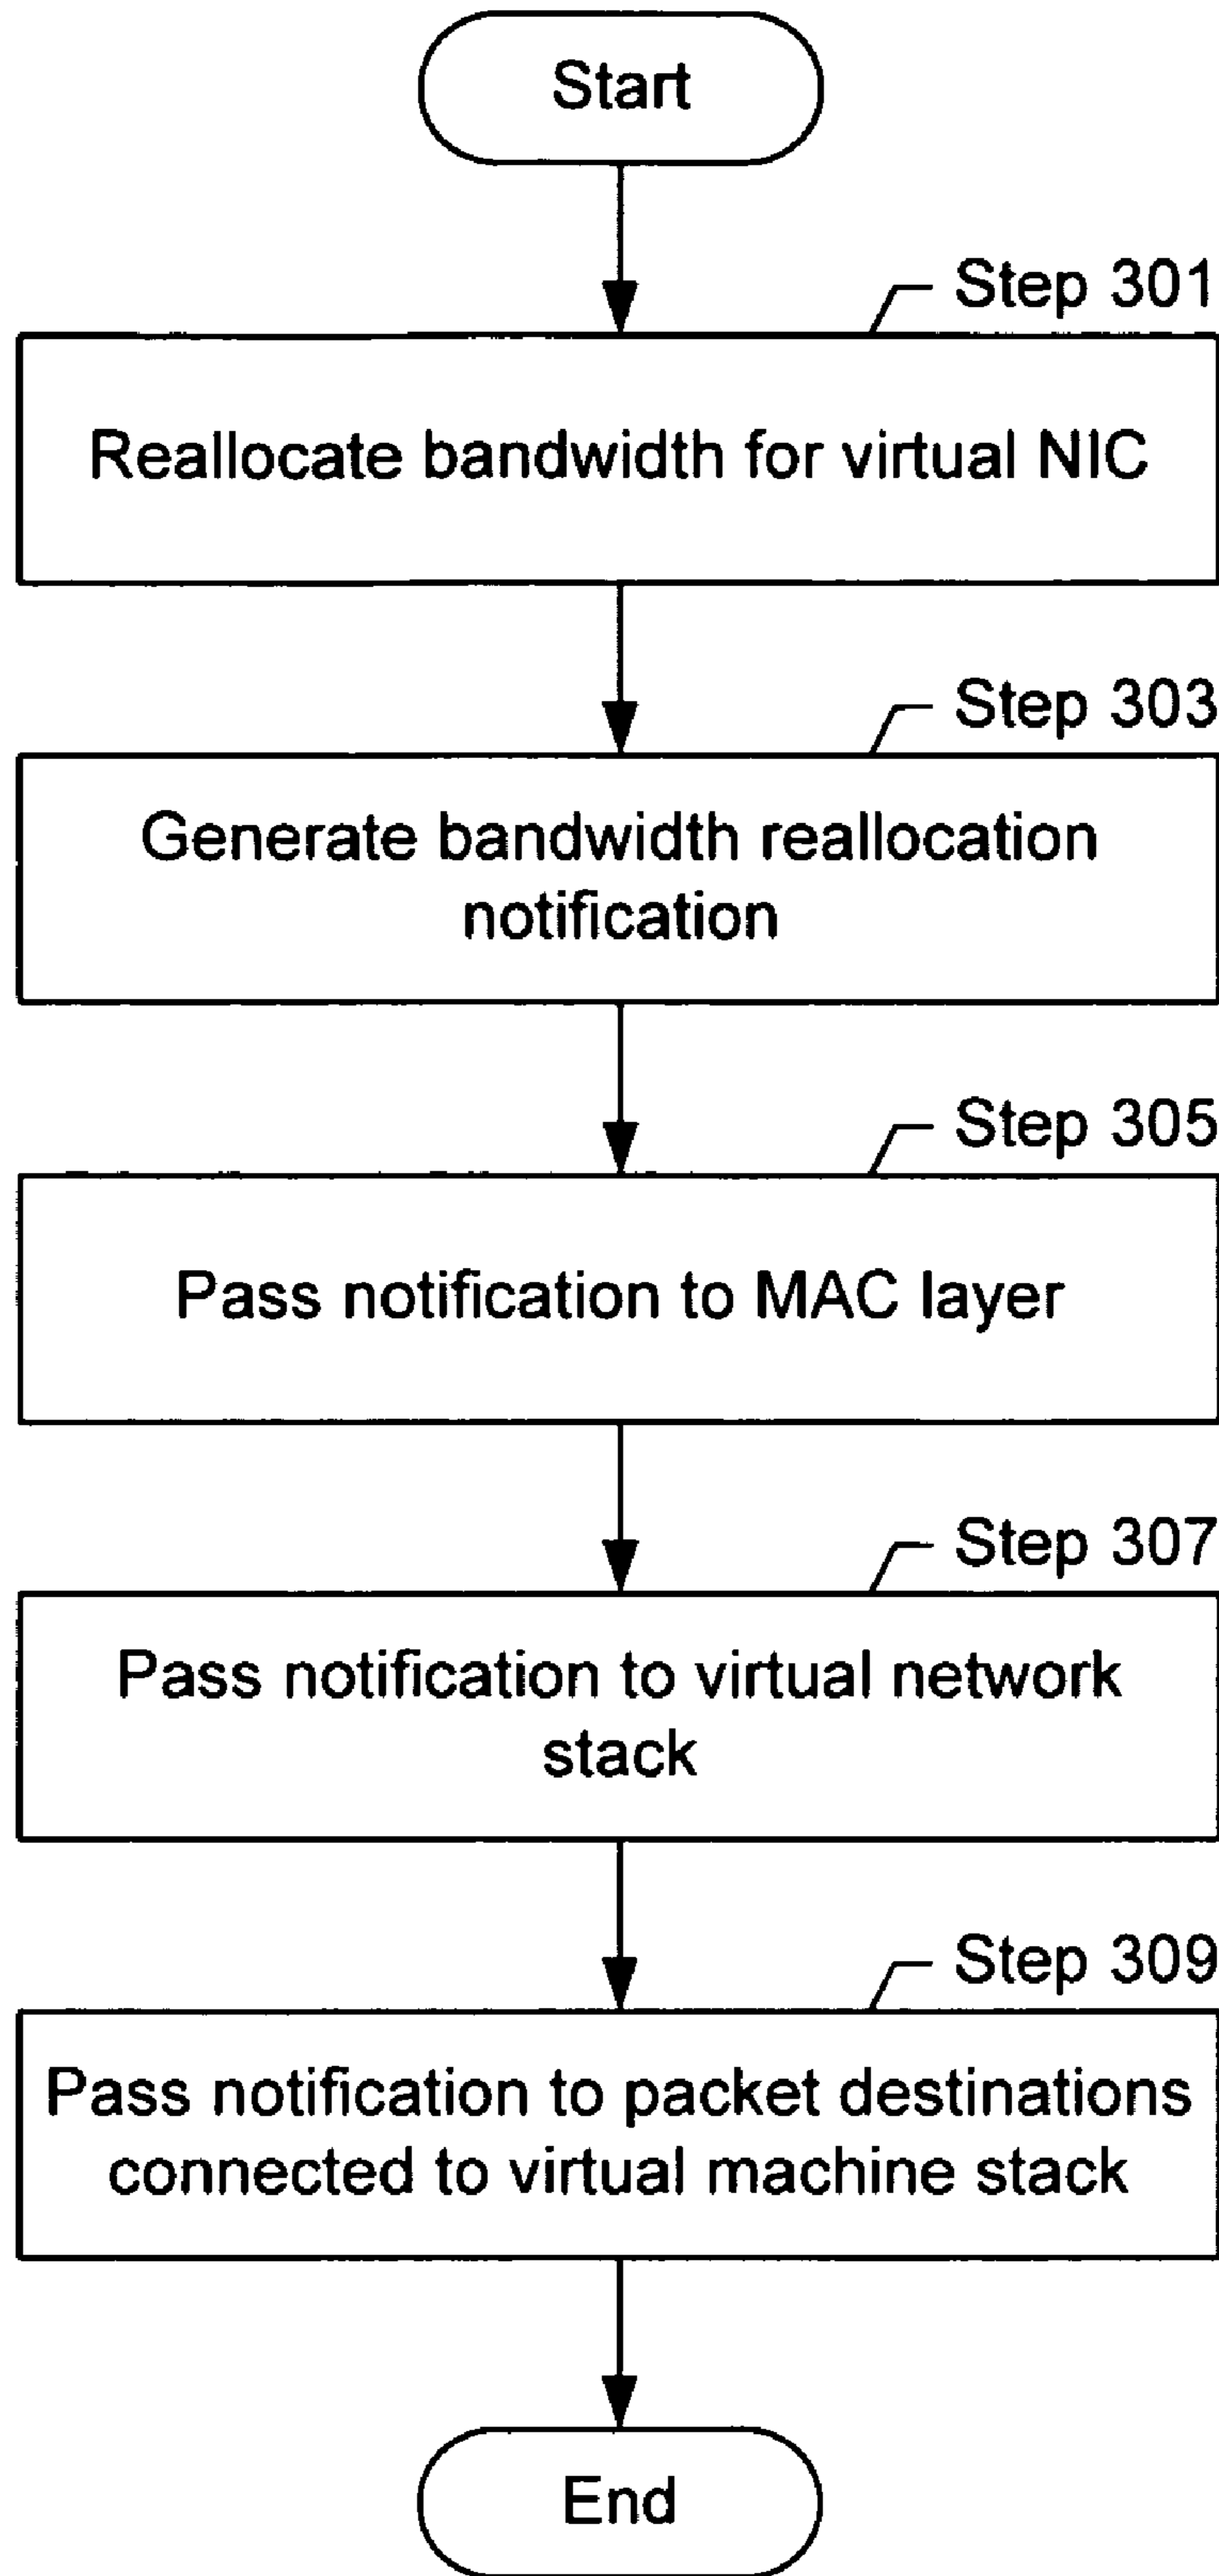 Start
Step 301
Reallocate bandwidth for virtual NIC
Step 303
Generate bandwidth reallocation
notification
Step 305
Pass notification to MAC layer
Step 307
Pass notification to virtual network
stack
Step 309
Pass notification to packet destinations
connected to virtual machine stack
End